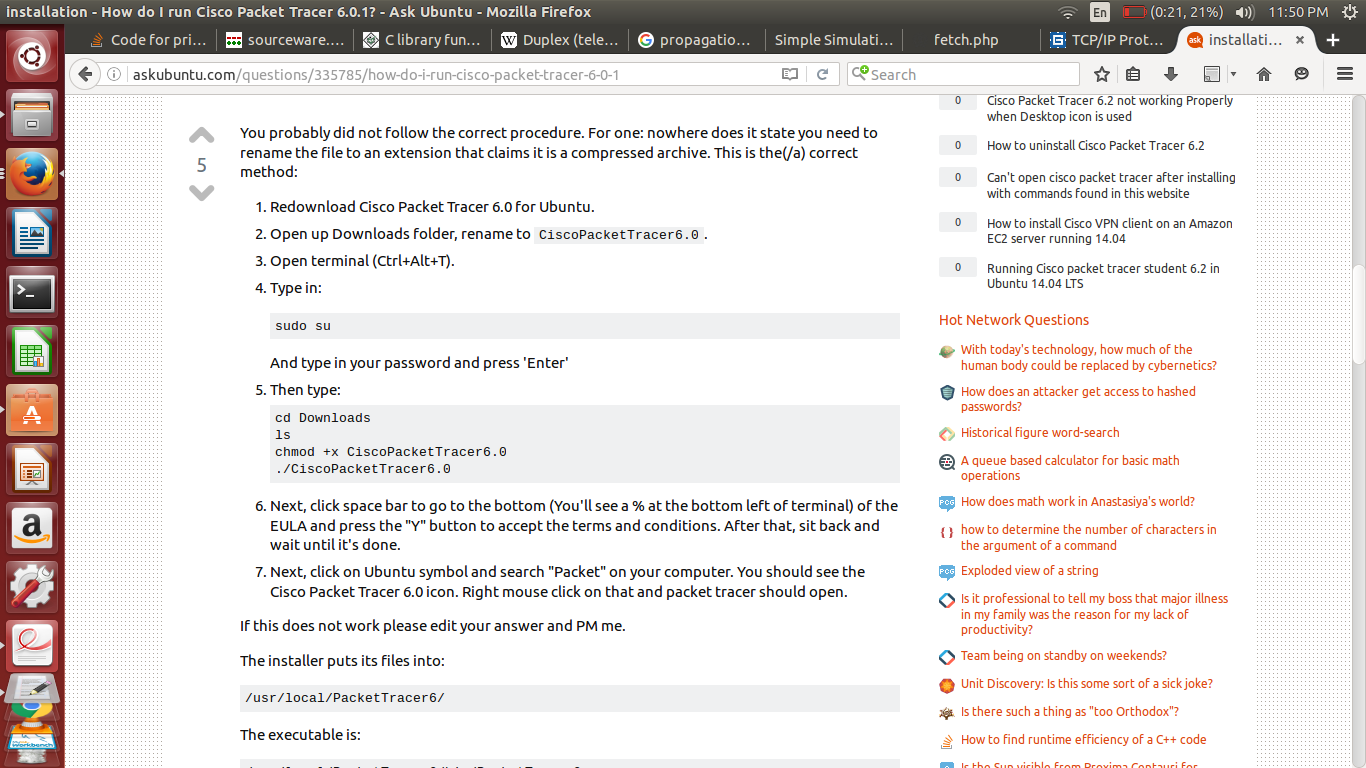 installation - How do I run Cisco Packet Tracer 6.0.1? - Ask Ubuntu - Mozilla Firefox
En
(0:21, 21%)
11:50 PM
Code for pri…
sourceware.…
C library fun…
Duplex (tele…
propagatio…
Simple Simulati…
fetch.php
TCP/IP Prot…
ask
installati…
askubuntu.com/questions/335785/how-do-i-run-cisco-packet-tracer-6-0-1
Search
5
You probably did not follow the correct procedure. For one: nowhere does it state you need to
rename the file to an extension that claims it is a compressed archive. This is the(/a) correct
method:
1. Redownload Cisco Packet Tracer 6.0 for Ubuntu.
2. Open up Downloads folder, rename to CiscoPacketTracer6.0.
3. Open terminal (Ctrl+Alt+T).
4. Type in:
sudo su
And type in your password and press 'Enter'
5. Then type:
cd Downloads
ls
chmod +x CiscoPacketTracer6.0
./CiscoPacketTracer6.0
6. Next, click space bar to go to the bottom (You'll see a % at the bottom left of terminal) of the
EULA and press the "Y" button to accept the terms and conditions. After that, sit back and
wait until it's done.
7. Next, click on Ubuntu symbol and search "Packet" on your computer. You should see the
Cisco Packet Tracer 6.0 icon. Right mouse click on that and packet tracer should open.
If this does not work please edit your answer and PM me.
The installer puts its files into:
/usr/local/PacketTracer6/
The executable is:
0 Cisco Packet Tracer 6.2 not working Properly
when Desktop icon is used
0 How to uninstall Cisco Packet Tracer 6.2
0 Can't open cisco packet tracer after installing
with commands found in this website
0 How to install Cisco VPN client on an Amazon
EC2 server running 14.04
0 Running Cisco packet tracer student 6.2 in
Ubuntu 14.04 LTS
Hot Network Questions
With today's technology, how much of the
human body could be replaced by cybernetics?
How does an attacker get access to hashed
passwords?
Historical figure word-search
A queue based calculator for basic math
operations
PCG How does math work in Anastasiya's world?
{ } how to determine the number of characters in
the argument of a command
PCG Exploded view of a string
Is it professional to tell my boss that major illness
in my family was the reason for my lack of
productivity?
Team being on standby on weekends?
Unit Discovery: Is this some sort of a sick joke?
Is there such a thing as "too Orthodox"?
How to find runtime efficiency of a C++ code
Is the Sun visible from Proxima Centauri for